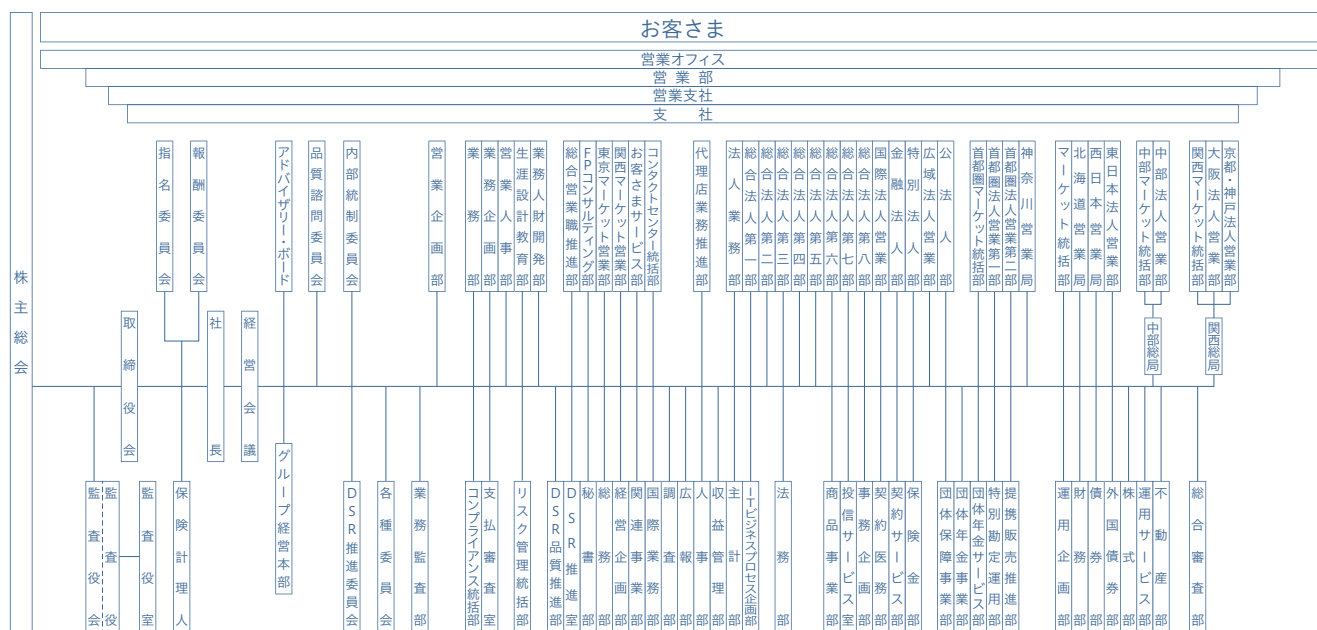 お客さま
営業オフィス
営業部
営業支社
支 社
株主総会
指名委員会
報酬委員会
アドバイザリー・ボード
品質諮問委員会
内部統制委員会
営業企画部
業務部
業務企画部
営業人事部
生涯設計教育部
業務人財開発部
総合営業職推進部
FPコンサルティング部
東京マーケット営業部
関西マーケット営業部
お客さまサービス部
コンタクトセンター統括部
代理店業務推進部
法人業務部
総合法人第一部
総合法人第二部
総合法人第三部
総合法人第四部
総合法人第五部
総合法人第六部
総合法人第七部
総合法人第八部
国際法人営業部
金融法人部
特別法人部
広域法人営業部
公法人部
首都圏マーケット統括部
首都圏法人営業第一部
首都圏法人営業第二部
神奈川営業局
マーケット統括部
北海道営業局
西日本営業局
東日本法人営業部
中部マーケット統括部
中部法人営業部
関西マーケット統括部
大阪法人営業部
京都・神戸法人営業部
取締役会
社長
経営会議
中部総局
関西総局
グループ経営本部
監査役会
監査役
監査役室
保険計理人
DSR推進委員会
各種委員会
業務監査部
コンプライアンス統括部
支払審査室
リスク管理統括部
DSR品質推進部
DSR推進室
秘書部
総務部
経営企画部
関連事業部
国際業務部
調査部
広報部
人事部
収益管理部
主計部
ITビジネスプロセス企画部
法務部
商品事業部
投信サービス室
事務企画部
契約医務部
契約サービス部
保険金部
団体保障事業部
団体年金事業部
団体年金サービス部
特別勘定運用部
提携販売推進部
運用企画部
財務部
債券部
外国債券部
株式部
運用サービス部
不動産部
総合審査部